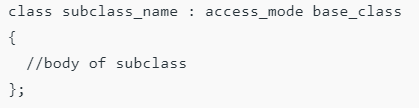 class subclass_name : access_mode base_class
{
  //body of subclass
};